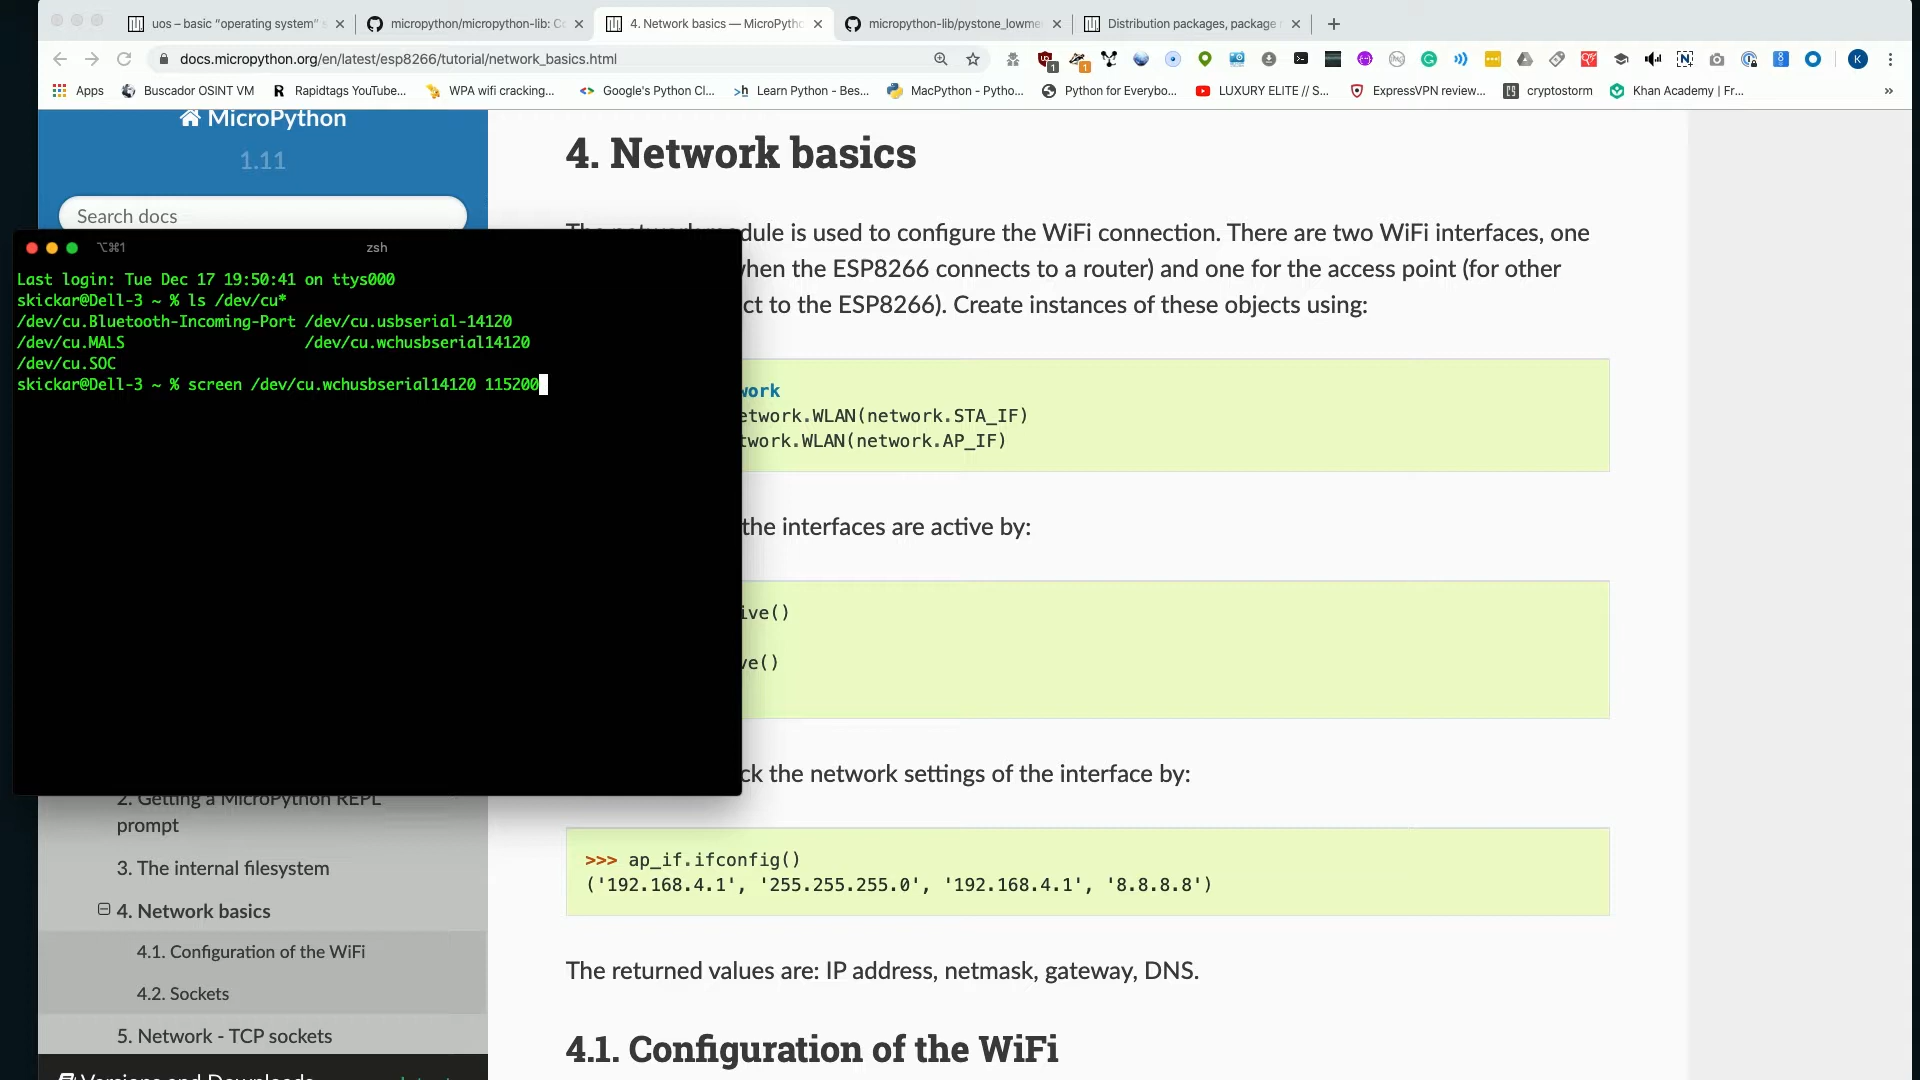 uos – basic “operating system” s
micropython/micropython-lib: Co
4. Network basics — MicroPytho
micropython-lib/pystone_lowme
Distribution packages, package r
docs.micropython.org/en/latest/esp8266/tutorial/network_basics.html
Apps
Buscador OSINT VM
Rapidtags YouTube...
WPA wifi cracking...
Google's Python Cl...
Learn Python - Bes...
MacPython - Pytho...
Python for Everybo...
LUXURY ELITE // S...
ExpressVPN review...
cryptostorm
Khan Academy | Fr...
»
MicroPython
1.11
Search docs
⌥⌘1
zsh
Last login: Tue Dec 17 19:50:41 on ttys000
skickar@Dell-3 ~ % ls /dev/cu*
/dev/cu.Bluetooth-Incoming-Port /dev/cu.usbserial-14120
/dev/cu.MALS /dev/cu.wchusbserial14120
/dev/cu.SOC
skickar@Dell-3 ~ % screen /dev/cu.wchusbserial14120 115200
2. Getting a MicroPython REPL
prompt
3. The internal filesystem
4. Network basics
4.1. Configuration of the WiFi
4.2. Sockets
5. Network - TCP sockets
4. Network basics
The network module is used to configure the WiFi connection. There are two WiFi interfaces, one
hen the ESP8266 connects to a router) and one for the access point (for other
ct to the ESP8266). Create instances of these objects using:
work
etwork.WLAN(network.STA_IF)
twork.WLAN(network.AP_IF)
the interfaces are active by:
ive()
ve()
ck the network settings of the interface by:
>>> ap_if.ifconfig()
('192.168.4.1', '255.255.255.0', '192.168.4.1', '8.8.8.8')
The returned values are: IP address, netmask, gateway, DNS.
4.1. Configuration of the WiFi